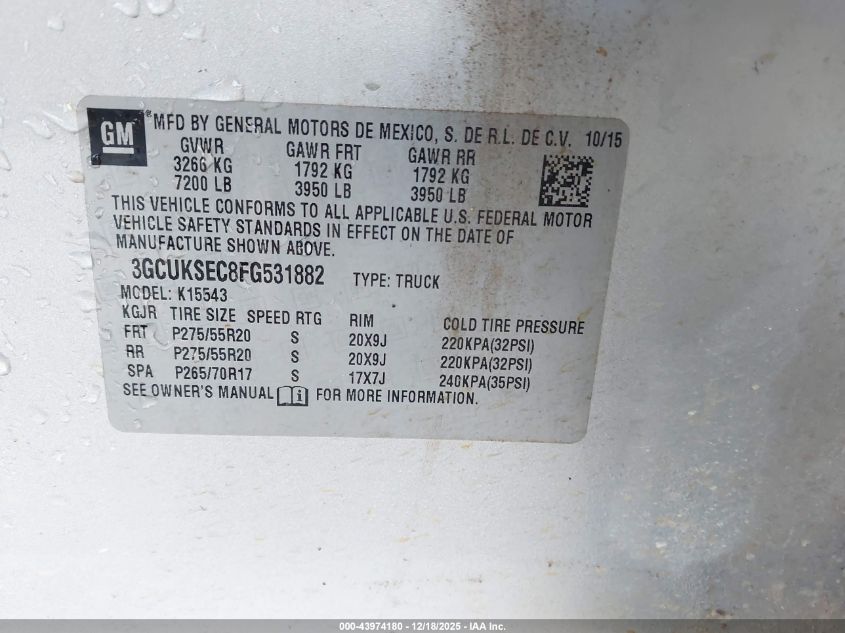 GM ® MFD BY GENERAL MOTORS DE MEXICO, S. DE R.L. DE C.V. 10/15
GVWR GAWR FRT GAWR RR
3266 KG 1792 KG 1792 KG
7200 LB 3950 LB 3950 LB
THIS VEHICLE CONFORMS TO ALL APPLICABLE U.S. FEDERAL MOTOR
VEHICLE SAFETY STANDARDS IN EFFECT ON THE DATE OF
MANUFACTURE SHOWN ABOVE.
3GCUKSEC8FG531882 TYPE: TRUCK
MODEL: K15543
KGJR TIRE SIZE SPEED RTG RIM COLD TIRE PRESSURE
FRT P275/55R20 S 20X9J 220KPA(32PSI)
RR P275/55R20 S 20X9J 220KPA(32PSI)
SPA P265/70R17 S 17X7J 240KPA(35PSI)
SEE OWNER'S MANUAL i FOR MORE INFORMATION.
000-43974180 - 12/18/2025 - IAA Inc.